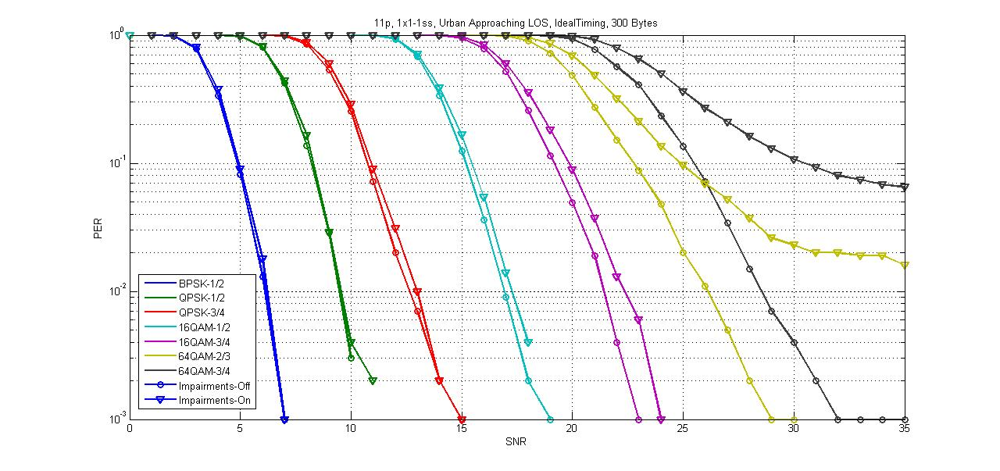 11p, 1x1-1ss, Urban Approaching LOS, IdealTiming, 300 Bytes
10^0
10^-1
10^-2
10^-3
PER
BPSK-1/2
QPSK-1/2
QPSK-3/4
16QAM-1/2
16QAM-3/4
64QAM-2/3
64QAM-3/4
Impairments-Off
Impairments-On
0 5 10 15 20 25 30 35
SNR